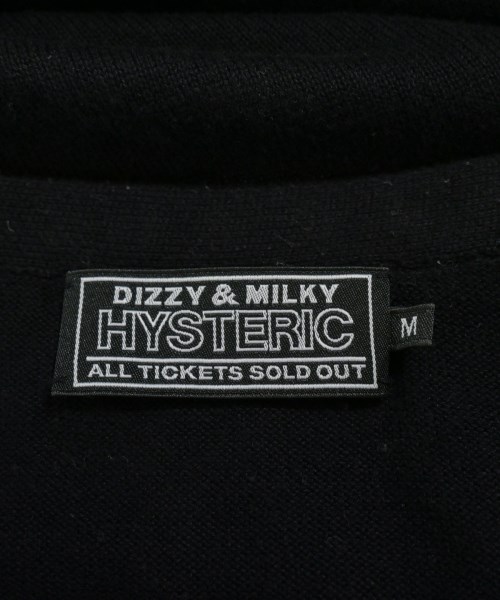 DIZZY & MILKY
HYSTERIC
ALL TICKETS SOLD OUT
M